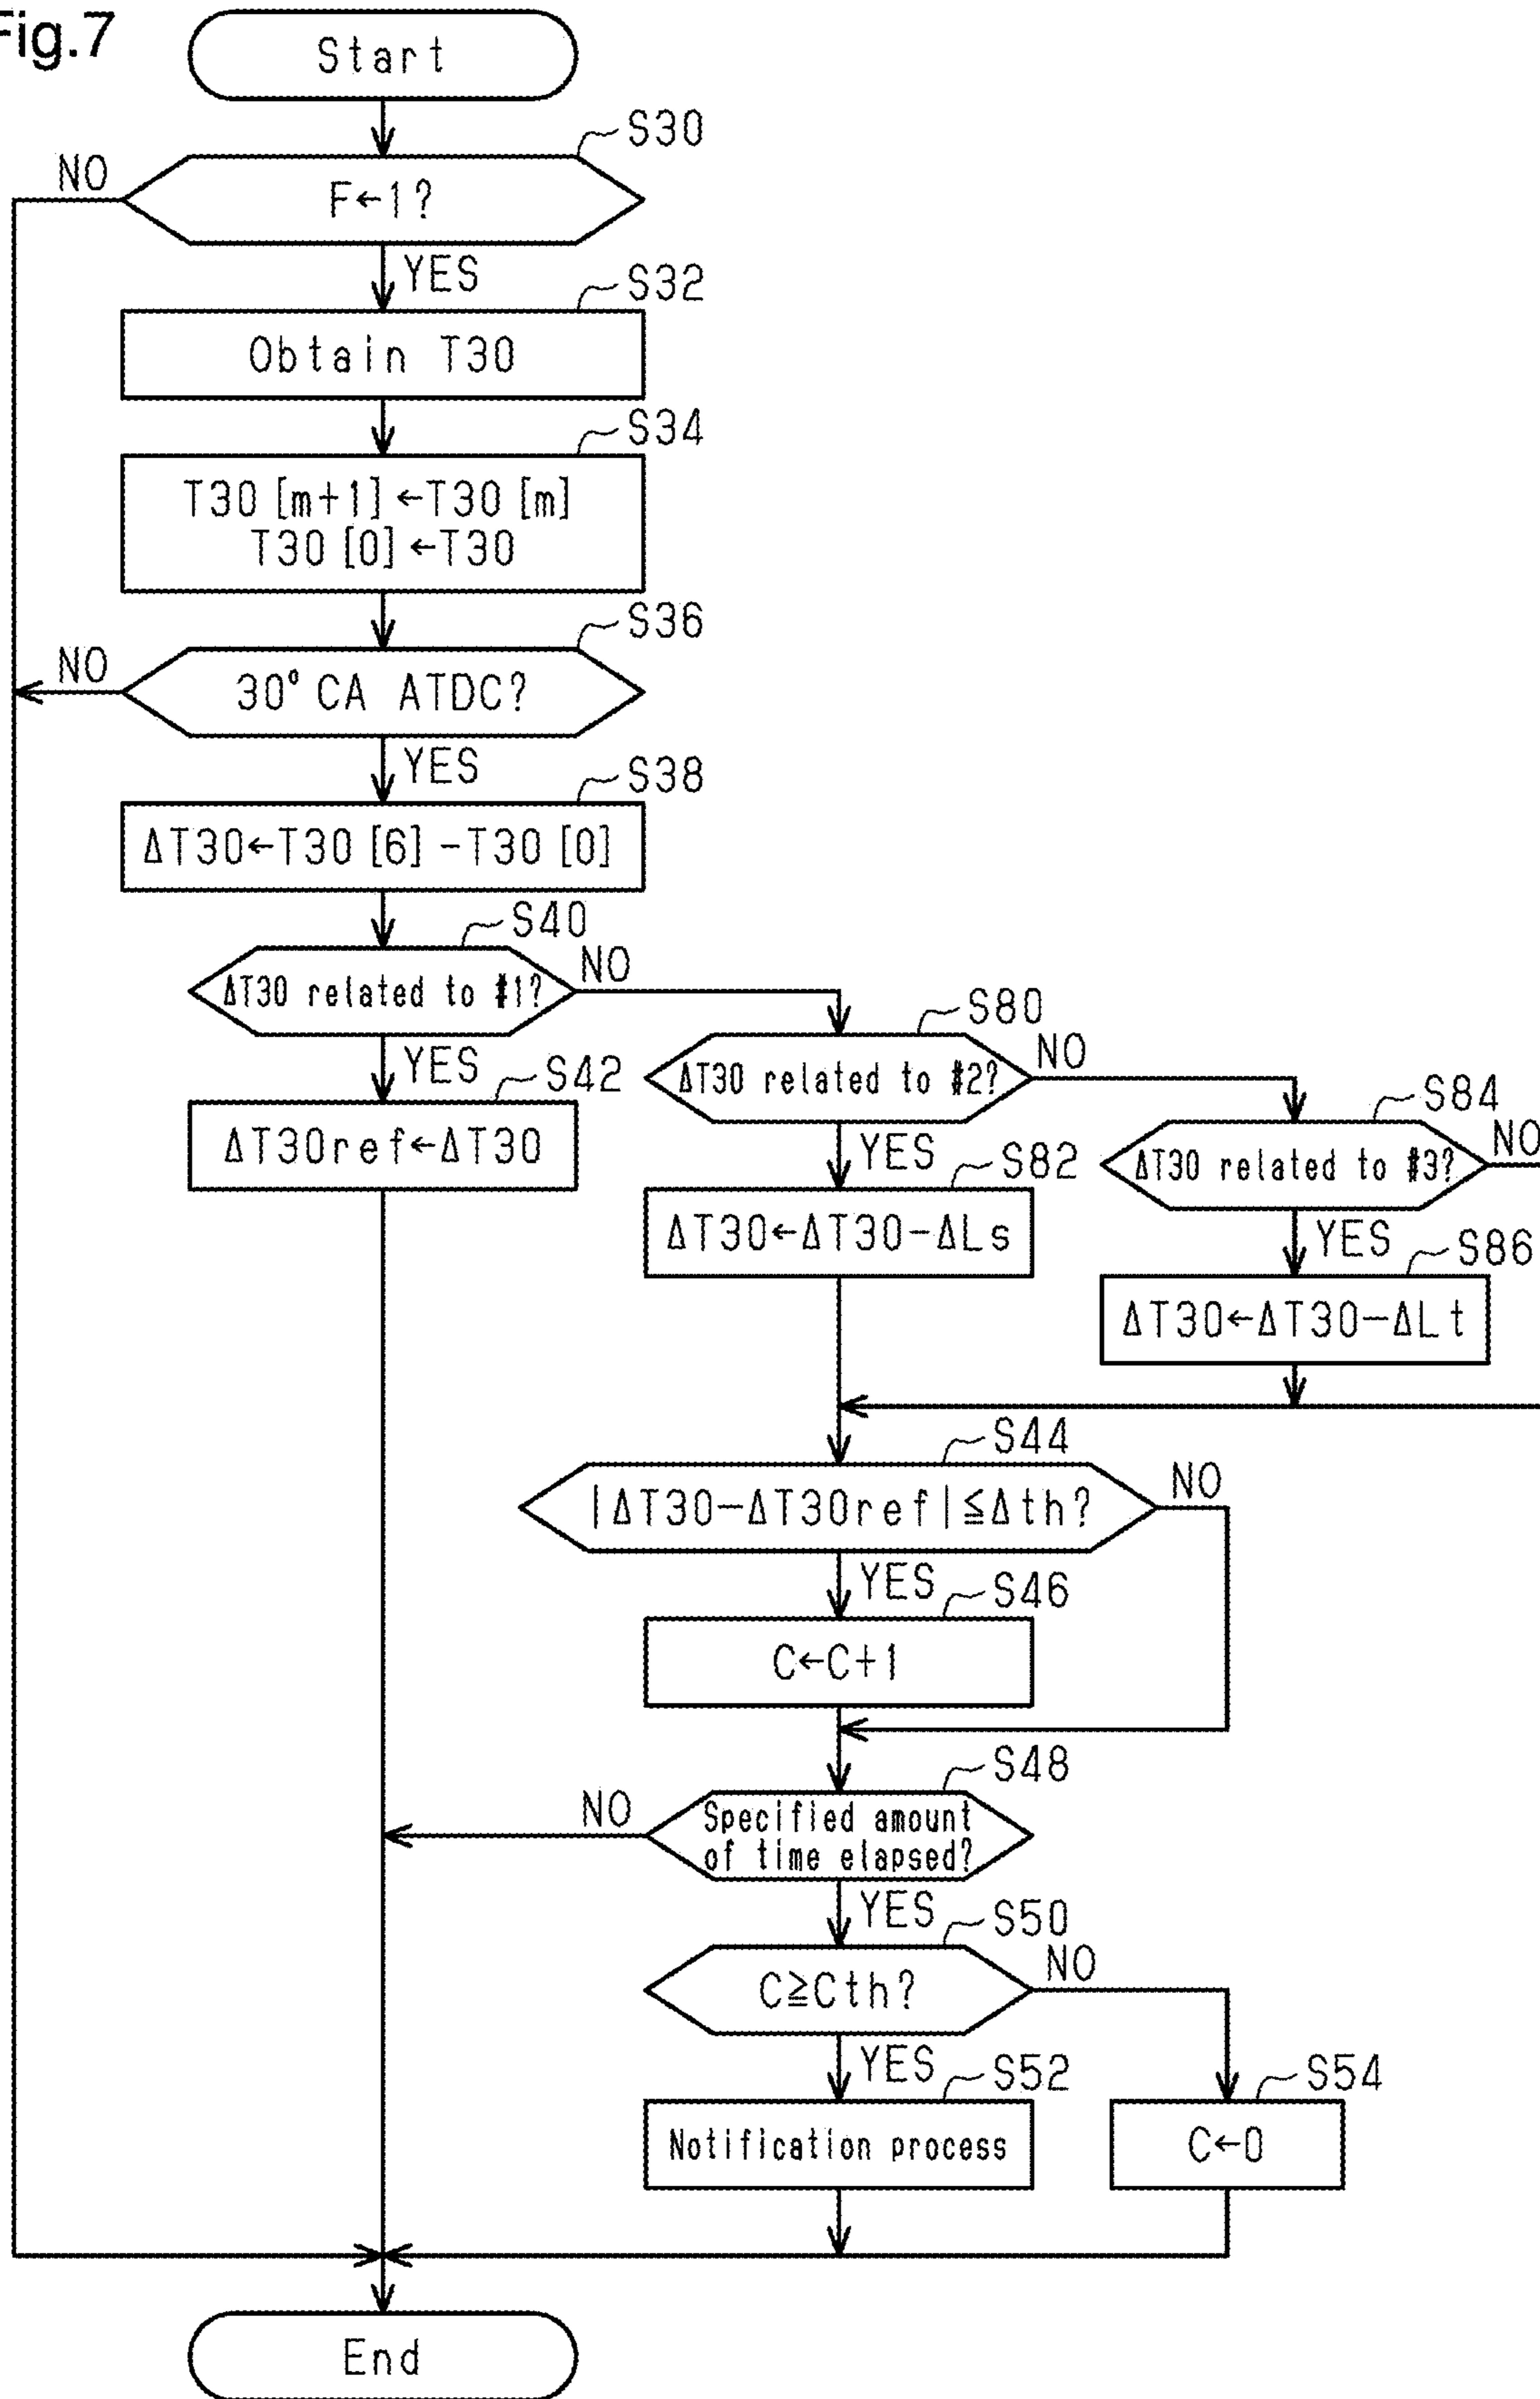 Fig.7
Start
S30
NO
F←1?
YES
S32
Obtain T30
S34
T30 [m+1] ←T30 [m]
T30 [0] ←T30
S36
NO
30° CA ATDC?
YES
S38
ΔT30←T30 [6] -T30 [0]
S40
NO
ΔT30 related to #1?
S80
YES
NO
S42
ΔT30 related to #2?
S84
ΔT30ref←ΔT30
YES
NO
S82
ΔT30 related to #3?
ΔT30←ΔT30-ΔLs
YES
S86
ΔT30←ΔT30-ΔLt
S44
NO
|ΔT30-ΔT30ref|≦Δth?
YES
S46
C←C+1
S48
NO
Specified amount
of time elapsed?
YES
S50
NO
C≧Cth?
YES
S52
S54
Notification process
C←0
End